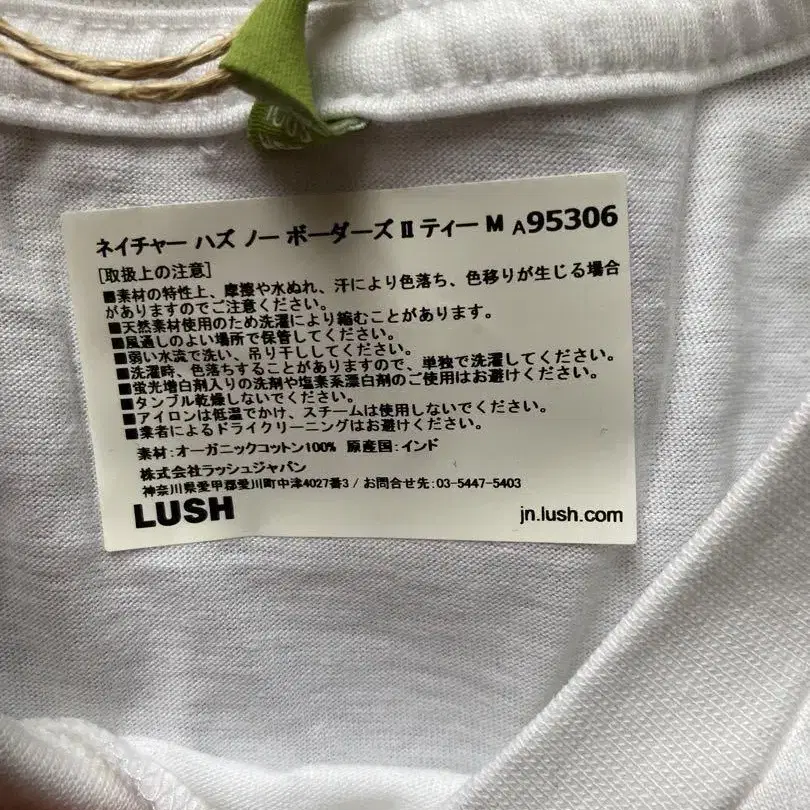 ネイチャー ハズ ノー ボーダーズ Ⅱ ティー M A95306
[取扱上の注意]
■素材の特性上、摩擦や水ぬれ、汗により色落ち、色移りが生じる場合
がありますのでご注意ください。
■天然素材使用のため洗濯により縮むことがあります。
■風通しのよい場所で保管してください。
■弱い水流で洗い、吊り干ししてください。
■洗濯時、色落ちすることがありますので、単独で洗濯してください。
■蛍光増白剤入りの洗剤や塩素系漂白剤のご使用はお避けください。
■タンブル乾燥しないでください。
■アイロンは低温でかけ、スチームは使用しないでください。
■業者によるドライクリーニングはお避けください。
素材:オーガニックコットン100% 原産国:インド
株式会社ラッシュジャパン
神奈川県愛甲郡愛川町中津4027番3 / お問合せ先:03-5447-5403
LUSH jn.lush.com